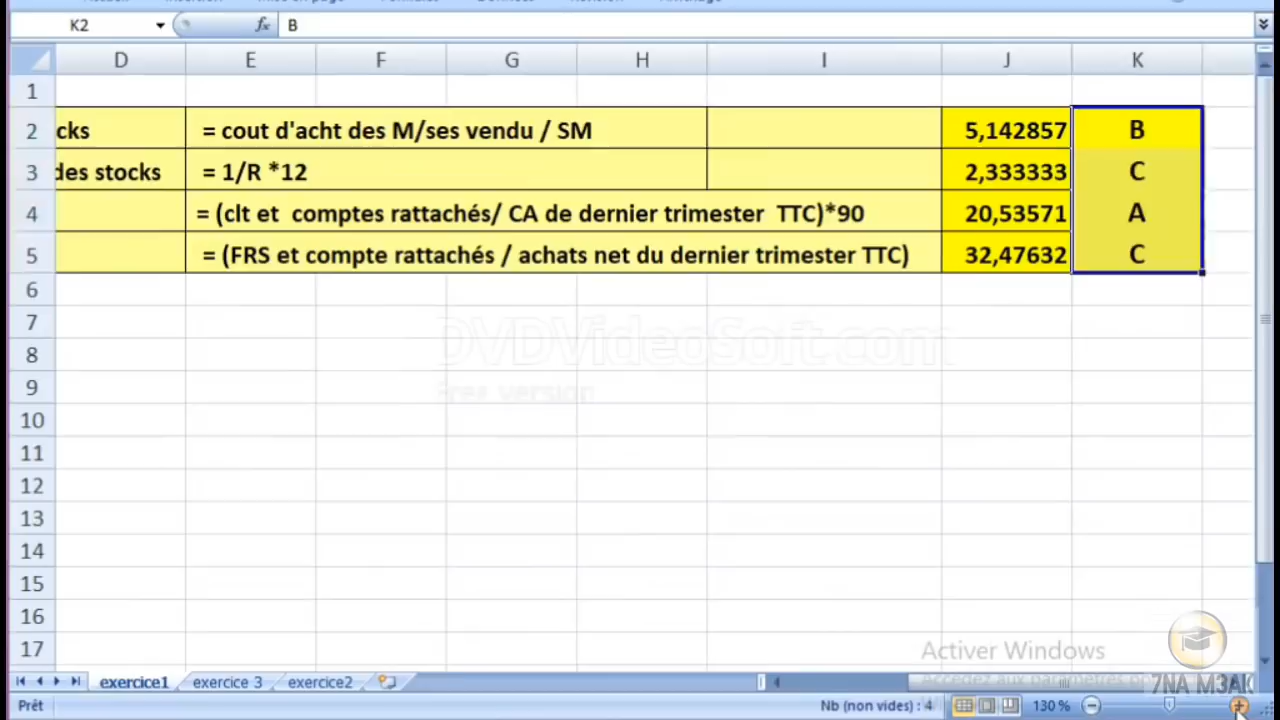 K2 fx B
D E F G H I J K
1
2 cks = cout d'acht des M/ses vendu / SM 5,142857 B
3 des stocks = 1/R *12 2,333333 C
4 = (clt et comptes rattachés/ CA de dernier trimester TTC)*90 20,53571 A
5 = (FRS et compte rattachés / achats net du dernier trimester TTC) 32,47632 C
6
7
DVDVideoSoft.com
8
9
Free version
10
11
12
13
14
15
16
17
Activer Windows
7NA M3AK
exercice1 exercice 3 exercice2
Prêt Nb (non vides) : 4 130 %